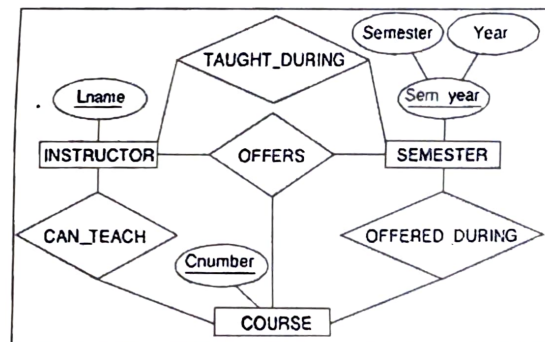 Semester Year
TAUGHT_DURING
Lname
Sem year
INSTRUCTOR OFFERS SEMESTER
CAN_TEACH OFFERED DURING
Cnumber
COURSE